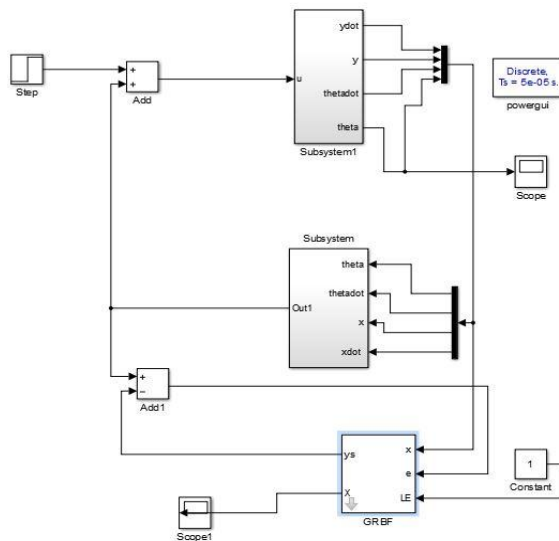 Step
+
+
Add
u
ydot
y
thetadot
theta
Subsystem1
Discrete,
Ts = 5e-05 s.
powergui
Scope
Subsystem
Out1
theta
thetadot
x
xdot
+
−
Add1
ys
X
x
e
LE
GRBF
1
Constant
Scope1